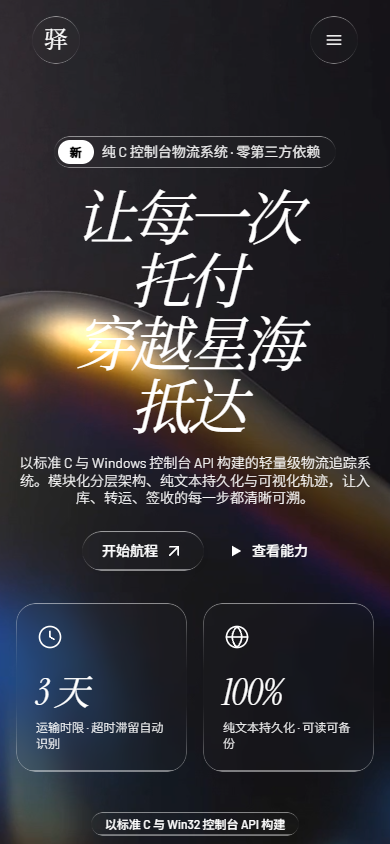 驿
新 纯 C 控制台物流系统 · 零第三方依赖
让每一次
托付
穿越星海
抵达
以标准 C 与 Windows 控制台 API 构建的轻量级物流追踪系
统。模块化分层架构、纯文本持久化与可视化轨迹，让入
库、转运、签收的每一步都清晰可溯。
开始航程
查看能力
3 天
运输时限 · 超时滞留自动
识别
100%
纯文本持久化 · 可读可备
份
以标准 C 与 Win32 控制台 API 构建